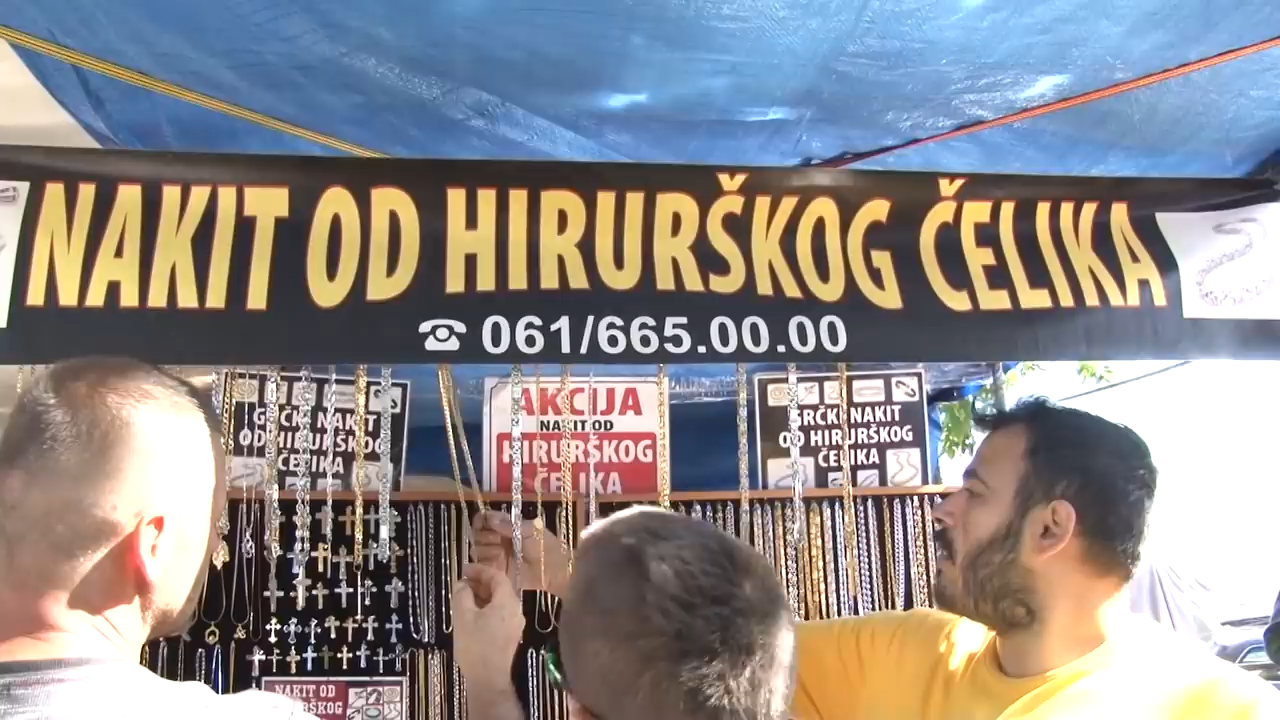 NAKIT OD HIRURŠKOG ČELIKA
061/665.00.00
GRČKI NAKIT
OD HIRURŠKOG
ČELIKA
AKCIJA
NAKIT OD
HIRURŠKOG
ČELIKA
GRČKI NAKIT
OD HIRURŠKOG
ČELIKA
NAKIT OD
HIRURŠKOG